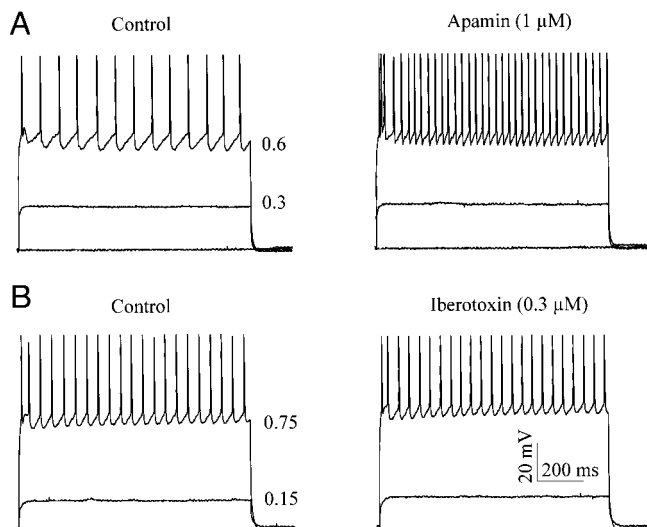 A
Control
Apamin (1 µM)
0.6
0.3
B
Control
Iberotoxin (0.3 µM)
0.75
0.15
20 mV
200 ms